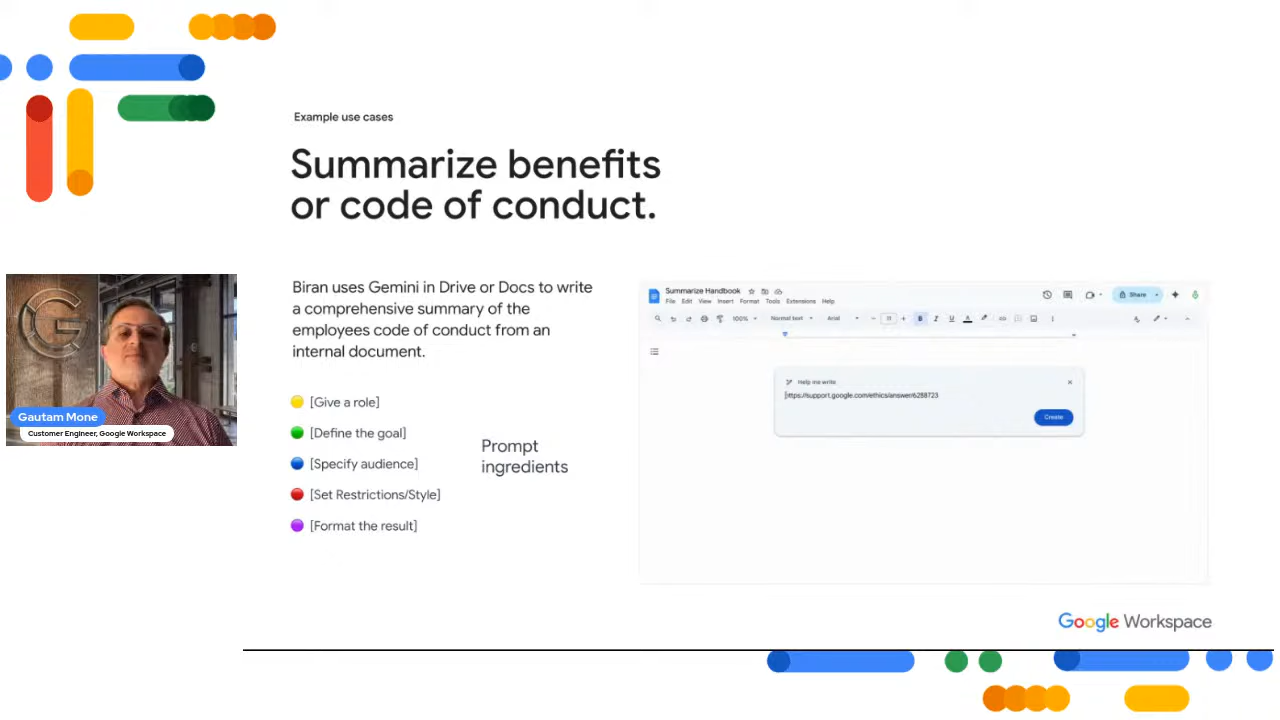 Example use cases
Summarize benefits
or code of conduct.
Biran uses Gemini in Drive or Docs to write
a comprehensive summary of the
employees code of conduct from an
internal document.
[Give a role]
[Define the goal]
[Specify audience]
[Set Restrictions/Style]
[Format the result]
Prompt
ingredients
Gautam Mone
Customer Engineer, Google Workspace
Summarize Handbook
File Edit View Insert Format Tools Extensions Help
Share
100% Normal text Arial 11 B I U A
Help me write
https://support.google.com/ethics/answer/6288723
Create
Google Workspace